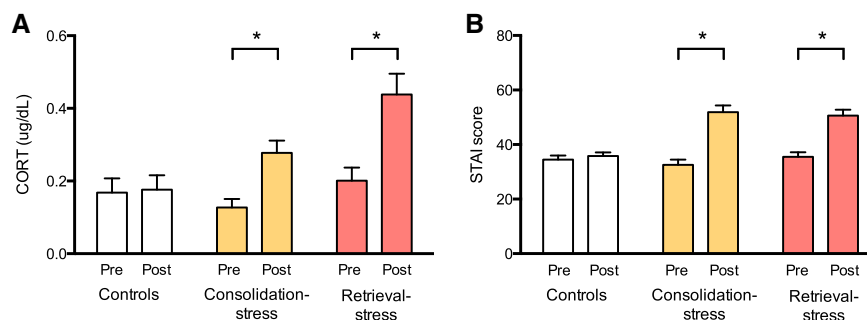 A
CORT (ug/dL)
0.6
0.4
0.2
0.0
*
*
Pre
Post
Pre
Post
Pre
Post
Controls
Consolidation-
stress
Retrieval-
stress
B
STAI score
80
60
40
20
0
*
*
Pre
Post
Pre
Post
Pre
Post
Controls
Consolidation-
stress
Retrieval-
stress